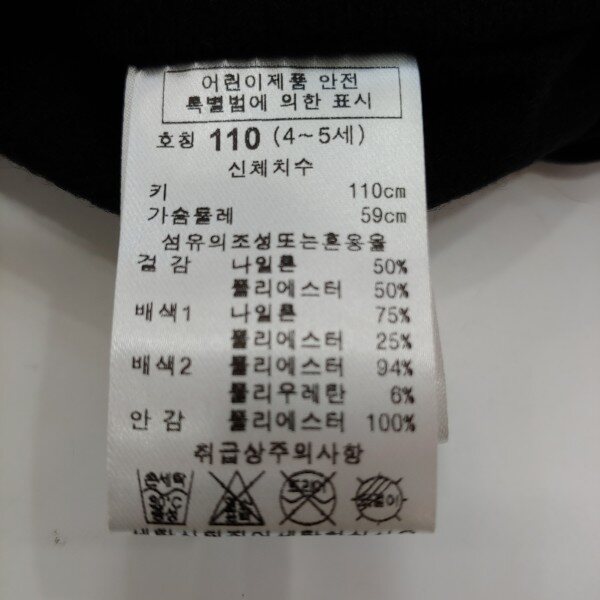 어린이제품 안전
특별법에 의한 표시
호칭 110 (4~5세)
신체치수
키 110cm
가슴둘레 59cm
섬유의조성또는혼용율
겉 감 나일론 50%
폴리에스터 50%
배색1 나일론 75%
폴리에스터 25%
배색2 폴리에스터 94%
폴리우레탄 6%
안 감 폴리에스터 100%
취급상주의사항
드라이